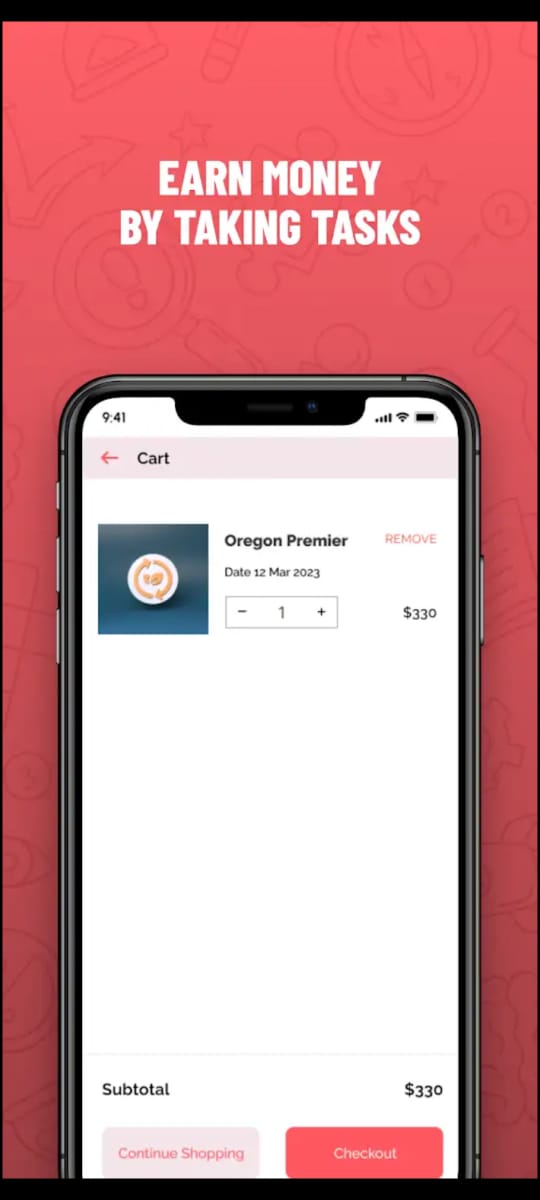 EARN MONEY
BY TAKING TASKS
9:41
Cart
Oregon Premier
REMOVE
Date 12 Mar 2023
− 1 +
$330
Subtotal
$330
Continue Shopping
Checkout